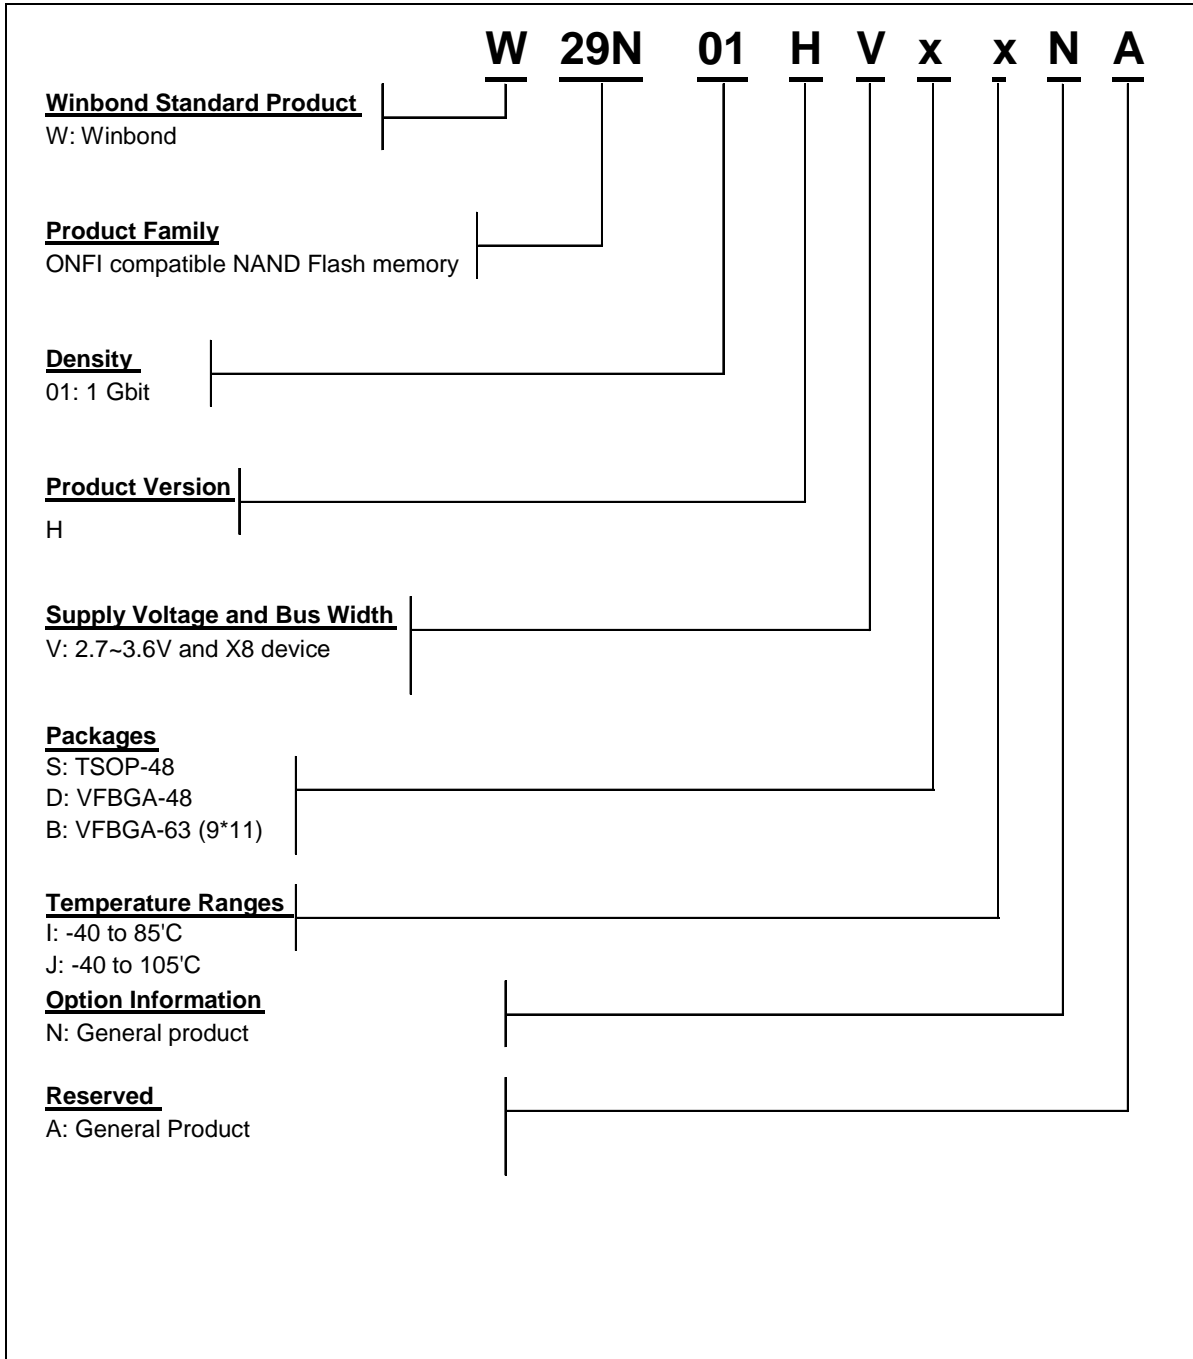 W 29N 01 H V x x N A
Winbond Standard Product
W: Winbond
Product Family
ONFI compatible NAND Flash memory
Density
01: 1 Gbit
Product Version
H
Supply Voltage and Bus Width
V: 2.7~3.6V and X8 device
Packages
S: TSOP-48
D: VFBGA-48
B: VFBGA-63 (9*11)
Temperature Ranges
I: -40 to 85'C
J: -40 to 105'C
Option Information
N: General product
Reserved
A: General Product